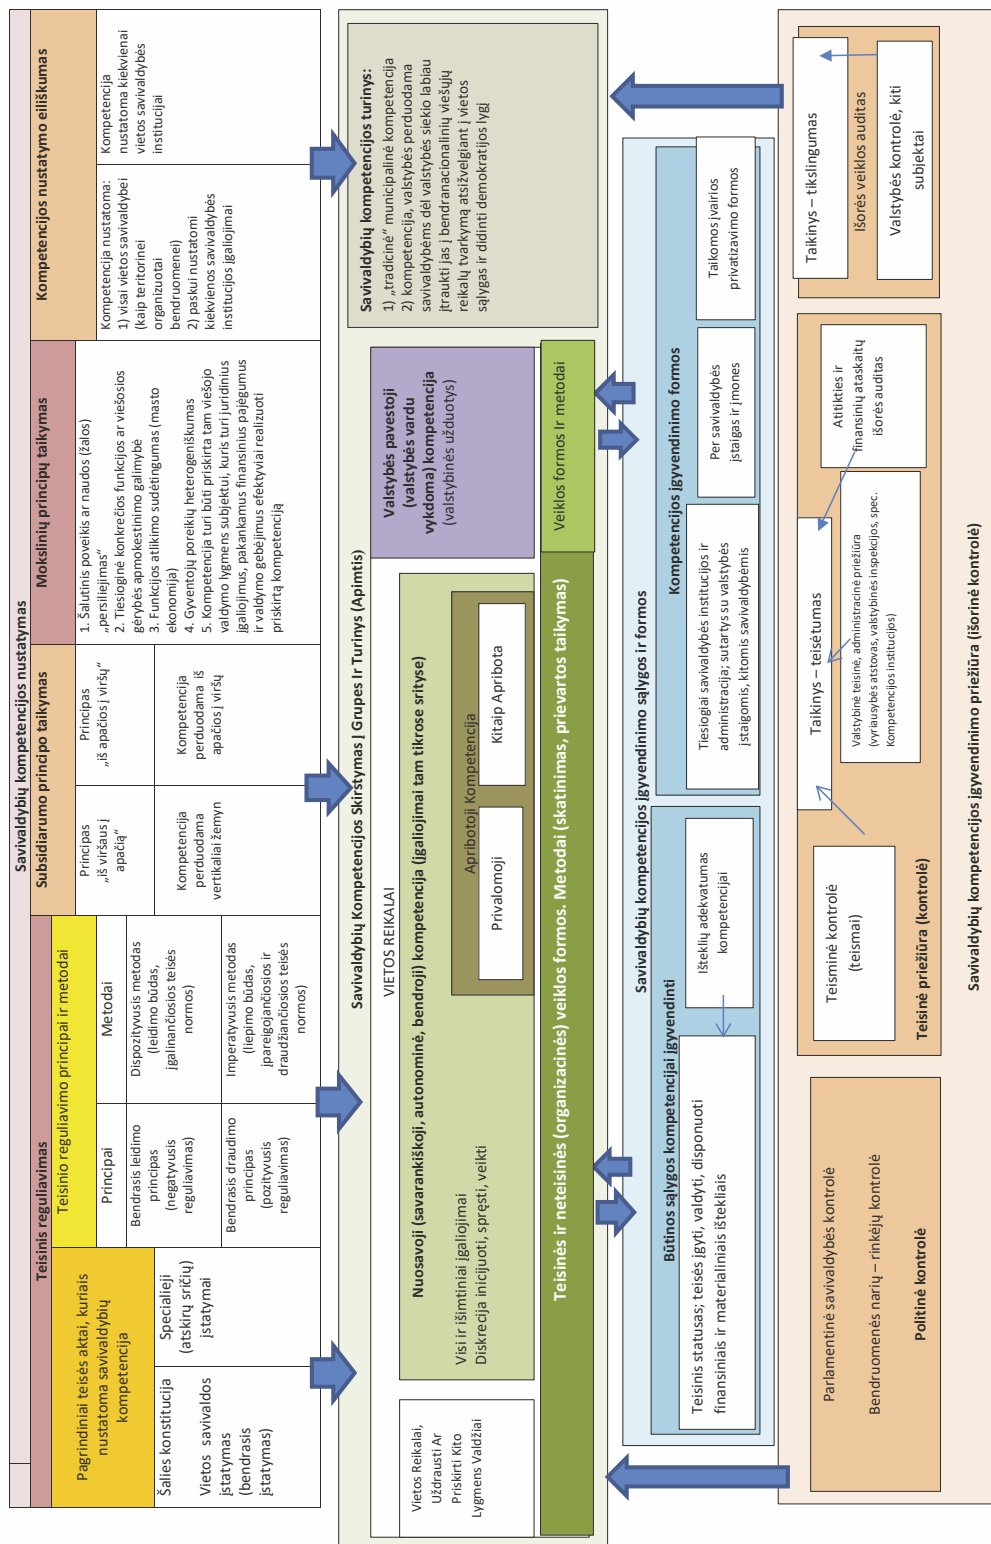 Savivaldybių kompetencijos nustatymas
Teisinis reguliavimas
Pagrindiniai teisės aktai, kuriais
nustatoma savivaldybių
kompetencija
Šalies konstitucija
Vietos savivaldos
įstatymas
(bendrasis
įstatymas)
Specialieji
(atskirų sričių)
įstatymai
Teisinio reguliavimo principai ir metodai
Principai
Metodai
Bendrasis leidimo
principas
(negatyvusis
reguliavimas)
Dispozityvusis metodas
(leidimo būdas,
įgalinančiosios teisės
normos)
Bendrasis draudimo
principas
(pozityvusis
reguliavimas)
Imperatyvusis metodas
(liepimo būdas,
įpareigojančiosios ir
draudžiančiosios teisės
normos)
Subsidiarumo principo taikymas
Principas
„iš viršaus į
apačią“
Principas
„iš apačios į viršų“
Kompetencija
perduodama
vertikaliai žemyn
Kompetencija
perduodama iš
apačios į viršų
Mokslinių principų taikymas
1. Šalutinis poveikis ar naudos (žalos)
„persiliejimas“
2. Tiesioginė konkrečios funkcijos ar viešosios
gėrybės apmokestinimo galimybė
3. Funkcijos atlikimo sudėtingumas (masto
ekonomija)
4. Gyventojų poreikių heterogeniškumas
5. Kompetencija turi būti priskirta tam viešojo
valdymo lygmens subjektui, kuris turi juridinius
įgaliojimus, pakankamus finansinius pajėgumus
ir valdymo gebėjimus efektyviai realizuoti
priskirtą kompetenciją
Kompetencijos nustatymo eiliškumas
Kompetencija nustatoma:
1) visai vietos savivaldybei
(kaip teritorinei
organizuotai
bendruomenei)
2) paskui nustatomi
kiekvienos savivaldybės
institucijos įgaliojimai
Kompetencija
nustatoma kiekvienai
vietos savivaldybės
institucijai
Savivaldybių Kompetencijos Skirstymas Į Grupes Ir Turinys (Apimtis)
Vietos Reikalai,
Uždrausti Ar
Priskirti Kito
Lygmens Valdžiai
VIETOS REIKALAI
Nuosavoji (savarankiškoji, autonominė, bendroji) kompetencija (įgaliojimai tam tikrose srityse)
Visi ir išimtiniai įgaliojimai
Diskrecija inicijuoti, spręsti, veikti
Apribotoji Kompetencija
Privalomoji
Kitaip Apribota
Valstybės pavestoji
(valstybės vardu
vykdoma) kompetencija
(valstybinės užduotys)
Teisinės ir neteisinės (organizacinės) veiklos formos. Metodai (skatinimas, prievartos taikymas)
Veiklos formos Ir metodai
Savivaldybių kompetencijos turinys:
1) „tradicinė“ municipalinė kompetencija
2) kompetencija, valstybės perduodama
savivaldybėms dėl valstybės siekio labiau
įtraukti jas į bendranacionalinių viešųjų
reikalų tvarkymą atsižvelgiant į vietos
sąlygas ir didinti demokratijos lygį
Savivaldybių kompetencijos įgyvendinimo sąlygos ir formos
Būtinos sąlygos kompetencijai įgyvendinti
Teisinis statusas; teisės įgyti, valdyti, disponuoti
finansiniais ir materialiniais ištekliais
Išteklių adekvatumas
kompetencijai
Kompetencijos įgyvendinimo formos
Tieslogiai savivaldybės institucijos ir
administracija; sutartys su valstybės
įstaigomis, kitomis savivaldybėmis
Per savivaldybės
įstaigas ir įmones
Taikomos įvairios
privatizavimo formos
Parlamentinė savivaldybės kontrolė
Bendruomenės narių – rinkėjų kontrolė
Politinė kontrolė
Teisminė kontrolė
(teismai)
Taikinys – teisėtumas
Valstybinė teisinė, administracinė priežiūra
(vyriausybės atstovas, valstybinės inspekcijos, spec.
Kompetencijos institucijos)
Atitikties ir
finansinių ataskaitų
išorės auditas
Teisinė priežiūra (kontrolė)
Taikinys – tikslingumas
Išorės veiklos auditas
Valstybės kontrolė, kiti
subjektai
Savivaldybių kompetencijos įgyvendinimo priežiūra (išorinė kontrolė)